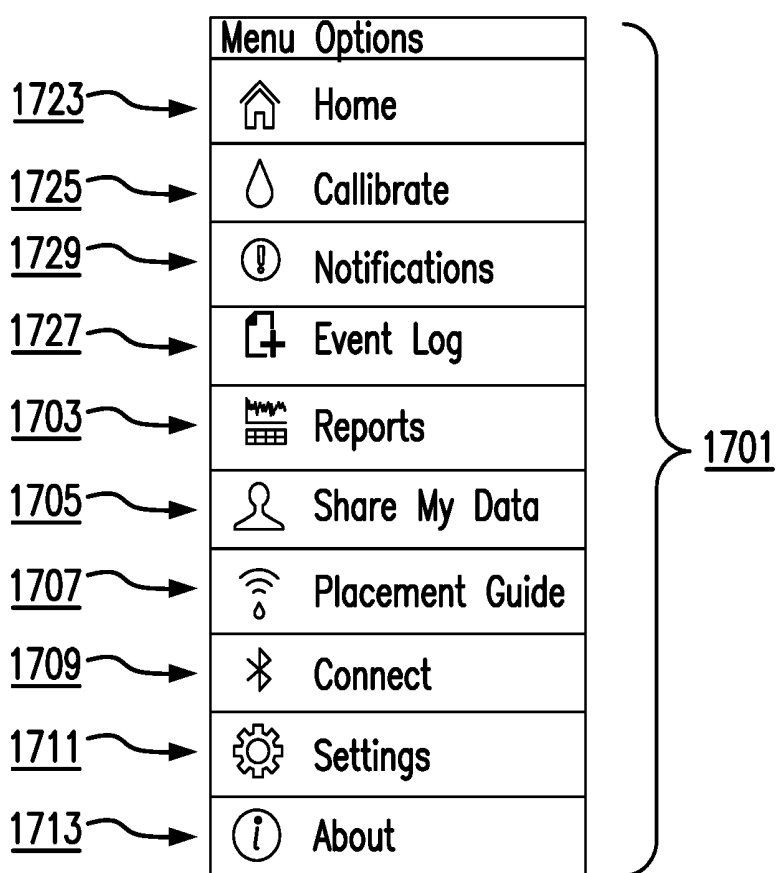 Menu Options
1723 Home
1725 Callibrate
1729 Notifications
1727 Event Log
1703 Reports
1701
1705 Share My Data
1707 Placement Guide
1709 Connect
1711 Settings
1713 About